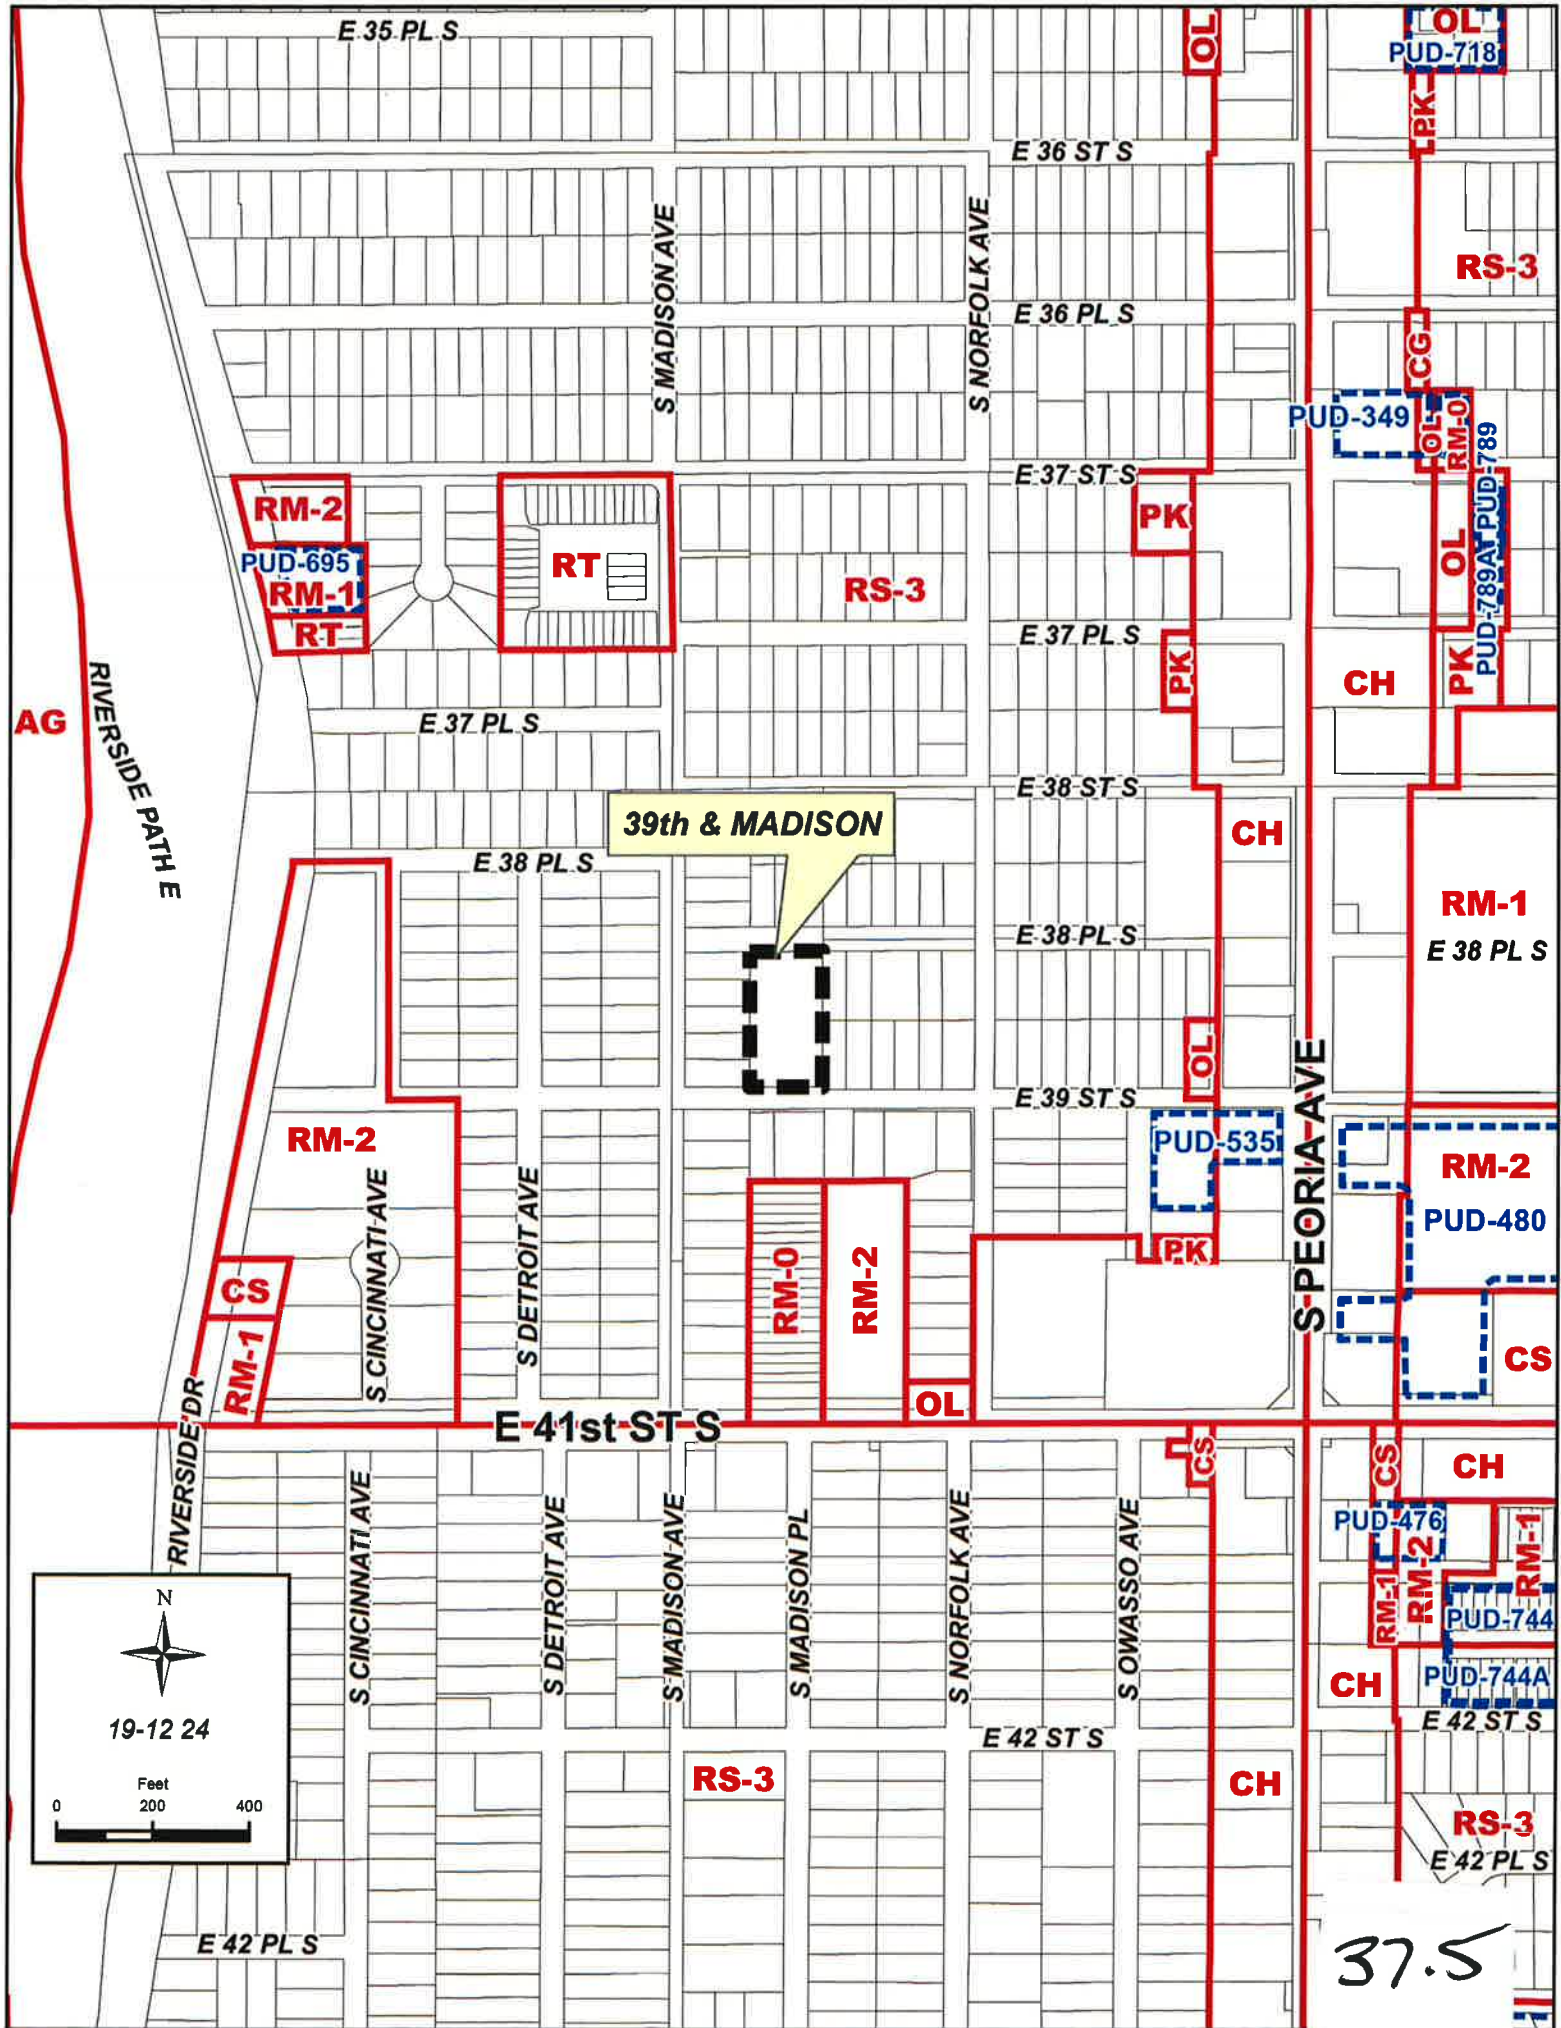 E 35 PL S
OL
OL
PUD-718
PK
E 36 ST S
S MADISON AVE
S NORFOLK AVE
RS-3
E 36 PL S
CG
PUD-349
OL
RM-0
PUD-789
E 37 ST S
RM-2
PK
PUD-695
RM-1
RT
RT
RS-3
OL
PUD-789A
E 37 PL S
PK
PK
CH
AG
RIVERSIDE PATH E
E 37 PL S
E 38 ST S
39th & MADISON
CH
E 38 PL S
RM-1
E 38 PL S
E 38 PL S
OL
S PEORIA AVE
E 39 ST S
RM-2
PUD-535
RM-2
PUD-480
S CINCINNATI AVE
S DETROIT AVE
RM-0
RM-2
PK
CS
RM-1
CS
OL
RIVERSIDE DR
E 41st ST S
CS
CS
CH
S CINCINNATI AVE
S DETROIT AVE
S MADISON AVE
S MADISON PL
S NORFOLK AVE
S OWASSO AVE
PUD-476
RM-1
RM-2
RM-1
PUD-744
CH
PUD-744A
E 42 ST S
N
19-12 24
Feet
0 200 400
E 42 ST S
RS-3
CH
RS-3
E 42 PL S
E 42 PL S
37.5